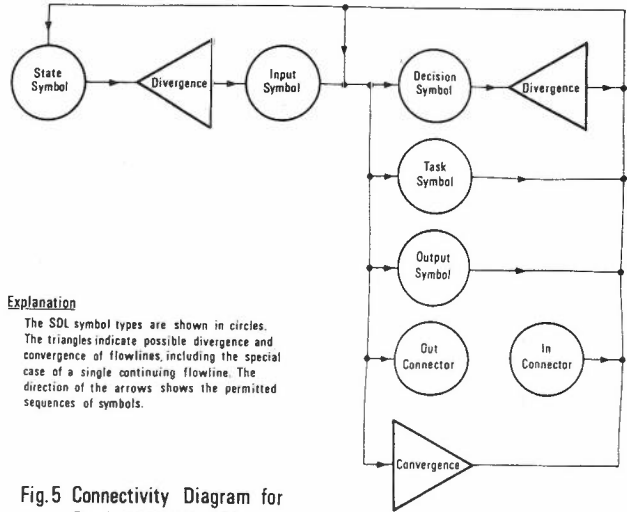 State
Symbol
Divergence
Input
Symbol
Decision
Symbol
Divergence
Task
Symbol
Output
Symbol
Out
Connector
In
Connector
Convergence
Explanation
The SDL symbol types are shown in circles.
The triangles indicate possible divergence and
convergence of flowlines, including the special
case of a single continuing flowline. The
direction of the arrows shows the permitted
sequences of symbols.
Fig.5 Connectivity Diagram for